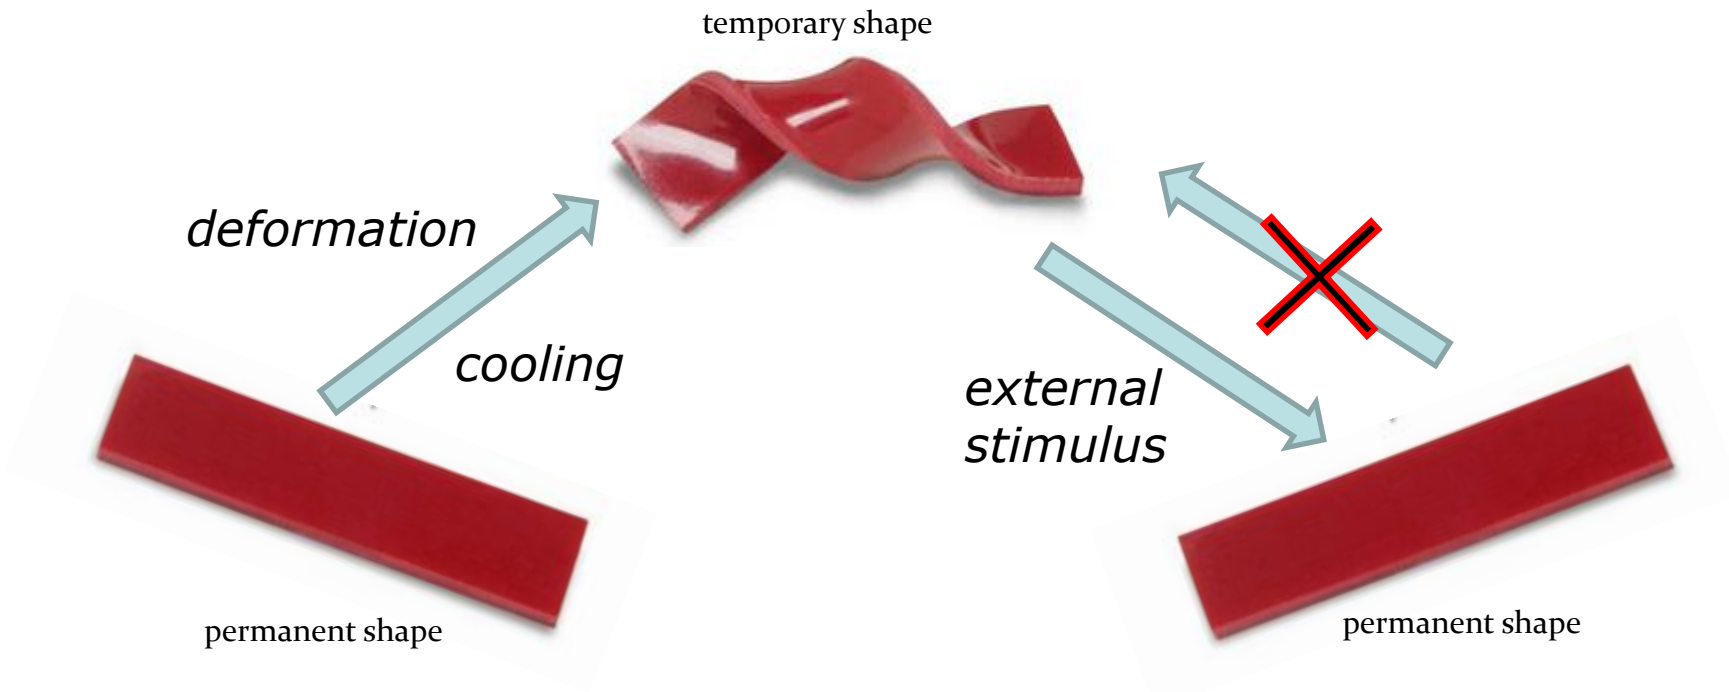 temporary shape
deformation
cooling
external
stimulus
permanent shape
permanent shape